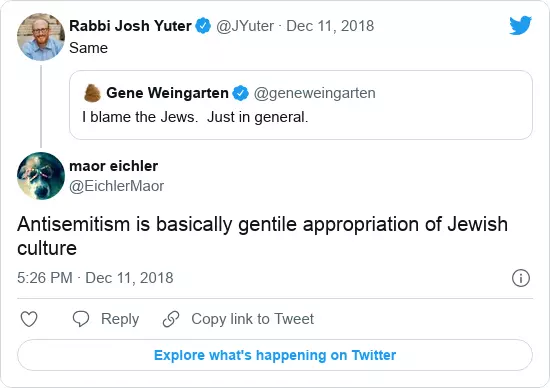 Rabbi Josh Yuter @JYuter · Dec 11, 2018
Same
Gene Weingarten @geneweingarten
I blame the Jews.  Just in general.
maor eichler
@EichlerMaor
Antisemitism is basically gentile appropriation of Jewish
culture
5:26 PM · Dec 11, 2018
Reply Copy link to Tweet
Explore what's happening on Twitter